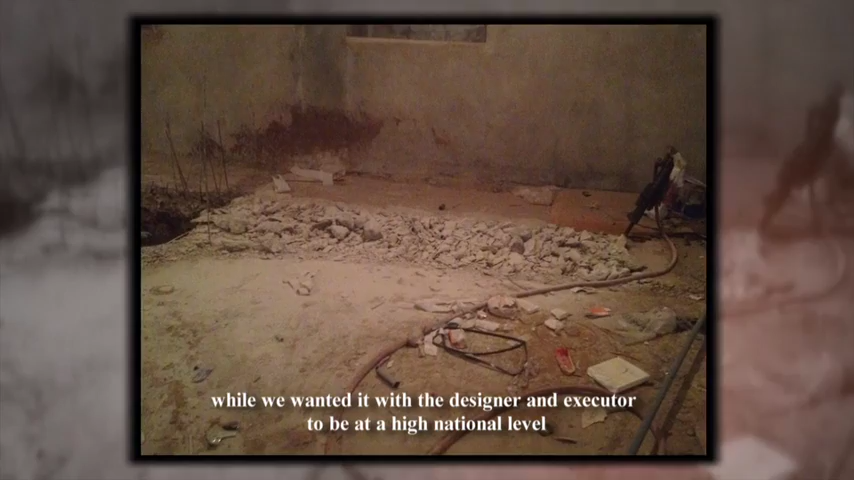 while we wanted it with the designer and executor
to be at a high national level